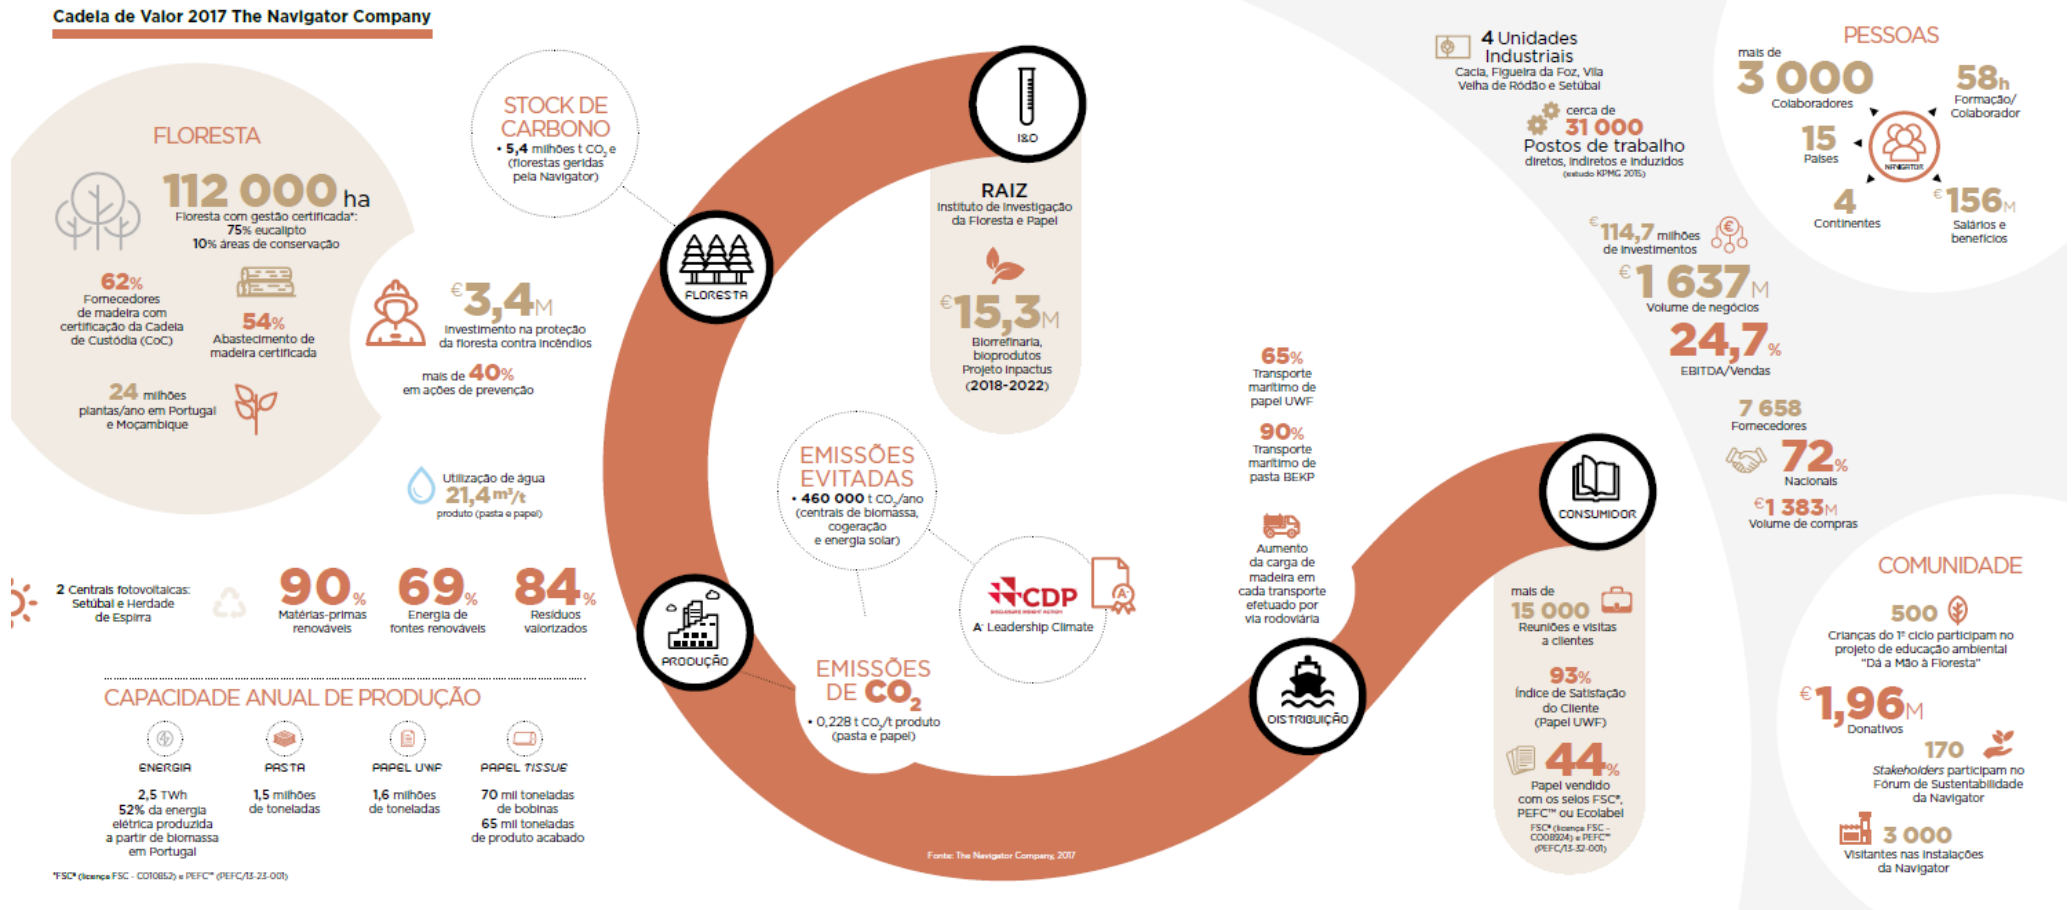 Cadeia de Valor 2017 The Navigator Company
FLORESTA
112 000 ha
Floresta com gestão certificada*:
75% eucalipto
10% áreas de conservação
62%
Fornecedores
de madeira com
certificação da Cadeia
de Custódia (CoC)
54%
Abastecimento de
madeira certificada
24 milhões
plantas/ano em Portugal
e Moçambique
€3,4M
Investimento na proteção
da floresta contra incêndios
mais de 40%
em ações de prevenção
STOCK DE
CARBONO
• 5,4 milhões t CO₂e
(florestas geridas
pela Navigator)
FLORESTA
I&D
RAIZ
Instituto de Investigação
da Floresta e Papel
€15,3M
Biorrefinaria,
bioprodutos
Projeto Inpactus
(2018-2022)
Utilização de água
21,4 m³/t
produto (pasta e papel)
2 Centrais fotovoltaicas:
Setúbal e Herdade
de Espirra
90%
Matérias-primas
renováveis
69%
Energia de
fontes renováveis
84%
Resíduos
valorizados
PRODUÇÃO
EMISSÕES
EVITADAS
• 460 000 t CO₂/ano
(centrais de biomassa,
cogeração
e energia solar)
CDP
DISCLOSURE INSIGHT ACTION
A-
A- Leadership Climate
EMISSÕES
DE CO₂
• 0,228 t CO₂/t produto
(pasta e papel)
CAPACIDADE ANUAL DE PRODUÇÃO
ENERGIA
2,5 TWh
52% da energia
elétrica produzida
a partir de biomassa
em Portugal
PASTA
1,5 milhões
de toneladas
PAPEL UWF
1,6 milhões
de toneladas
PAPEL TISSUE
70 mil toneladas
de bobinas
65 mil toneladas
de produto acabado
*FSC® (licença FSC - C010852) e PEFC™ (PEFC/13-23-001)
Fonte: The Navigator Company, 2017
65%
Transporte
marítimo de
papel UWF
90%
Transporte
marítimo de
pasta BEKP
Aumento
da carga de
madeira em
cada transporte
efetuado por
via rodoviária
DISTRIBUIÇÃO
CONSUMIDOR
mais de
15 000
Reuniões e visitas
a clientes
93%
Índice de Satisfação
do Cliente
(Papel UWF)
44%
Papel vendido
com os selos FSC®,
PEFC™ ou Ecolabel
FSC® (licença FSC -
C008924) e PEFC™
(PEFC/13-32-001)
4 Unidades
Industriais
Cacia, Figueira da Foz, Vila
Velha de Ródão e Setúbal
cerca de
31 000
Postos de trabalho
diretos, indiretos e induzidos
(estudo KPMG 2015)
€114,7 milhões
de investimentos
€1 637M
Volume de negócios
24,7%
EBITDA/Vendas
7 658
Fornecedores
72%
Nacionais
€1 383M
Volume de compras
PESSOAS
mais de
3 000
Colaboradores
58h
Formação/
Colaborador
15
Países
NAVIGATOR
4
Continentes
€156M
Salários e
benefícios
COMUNIDADE
500
Crianças do 1º ciclo participam no
projeto de educação ambiental
"Dá a Mão à Floresta"
€1,96M
Donativos
170
Stakeholders participam no
Fórum de Sustentabilidade
da Navigator
3 000
Visitantes nas instalações
da Navigator